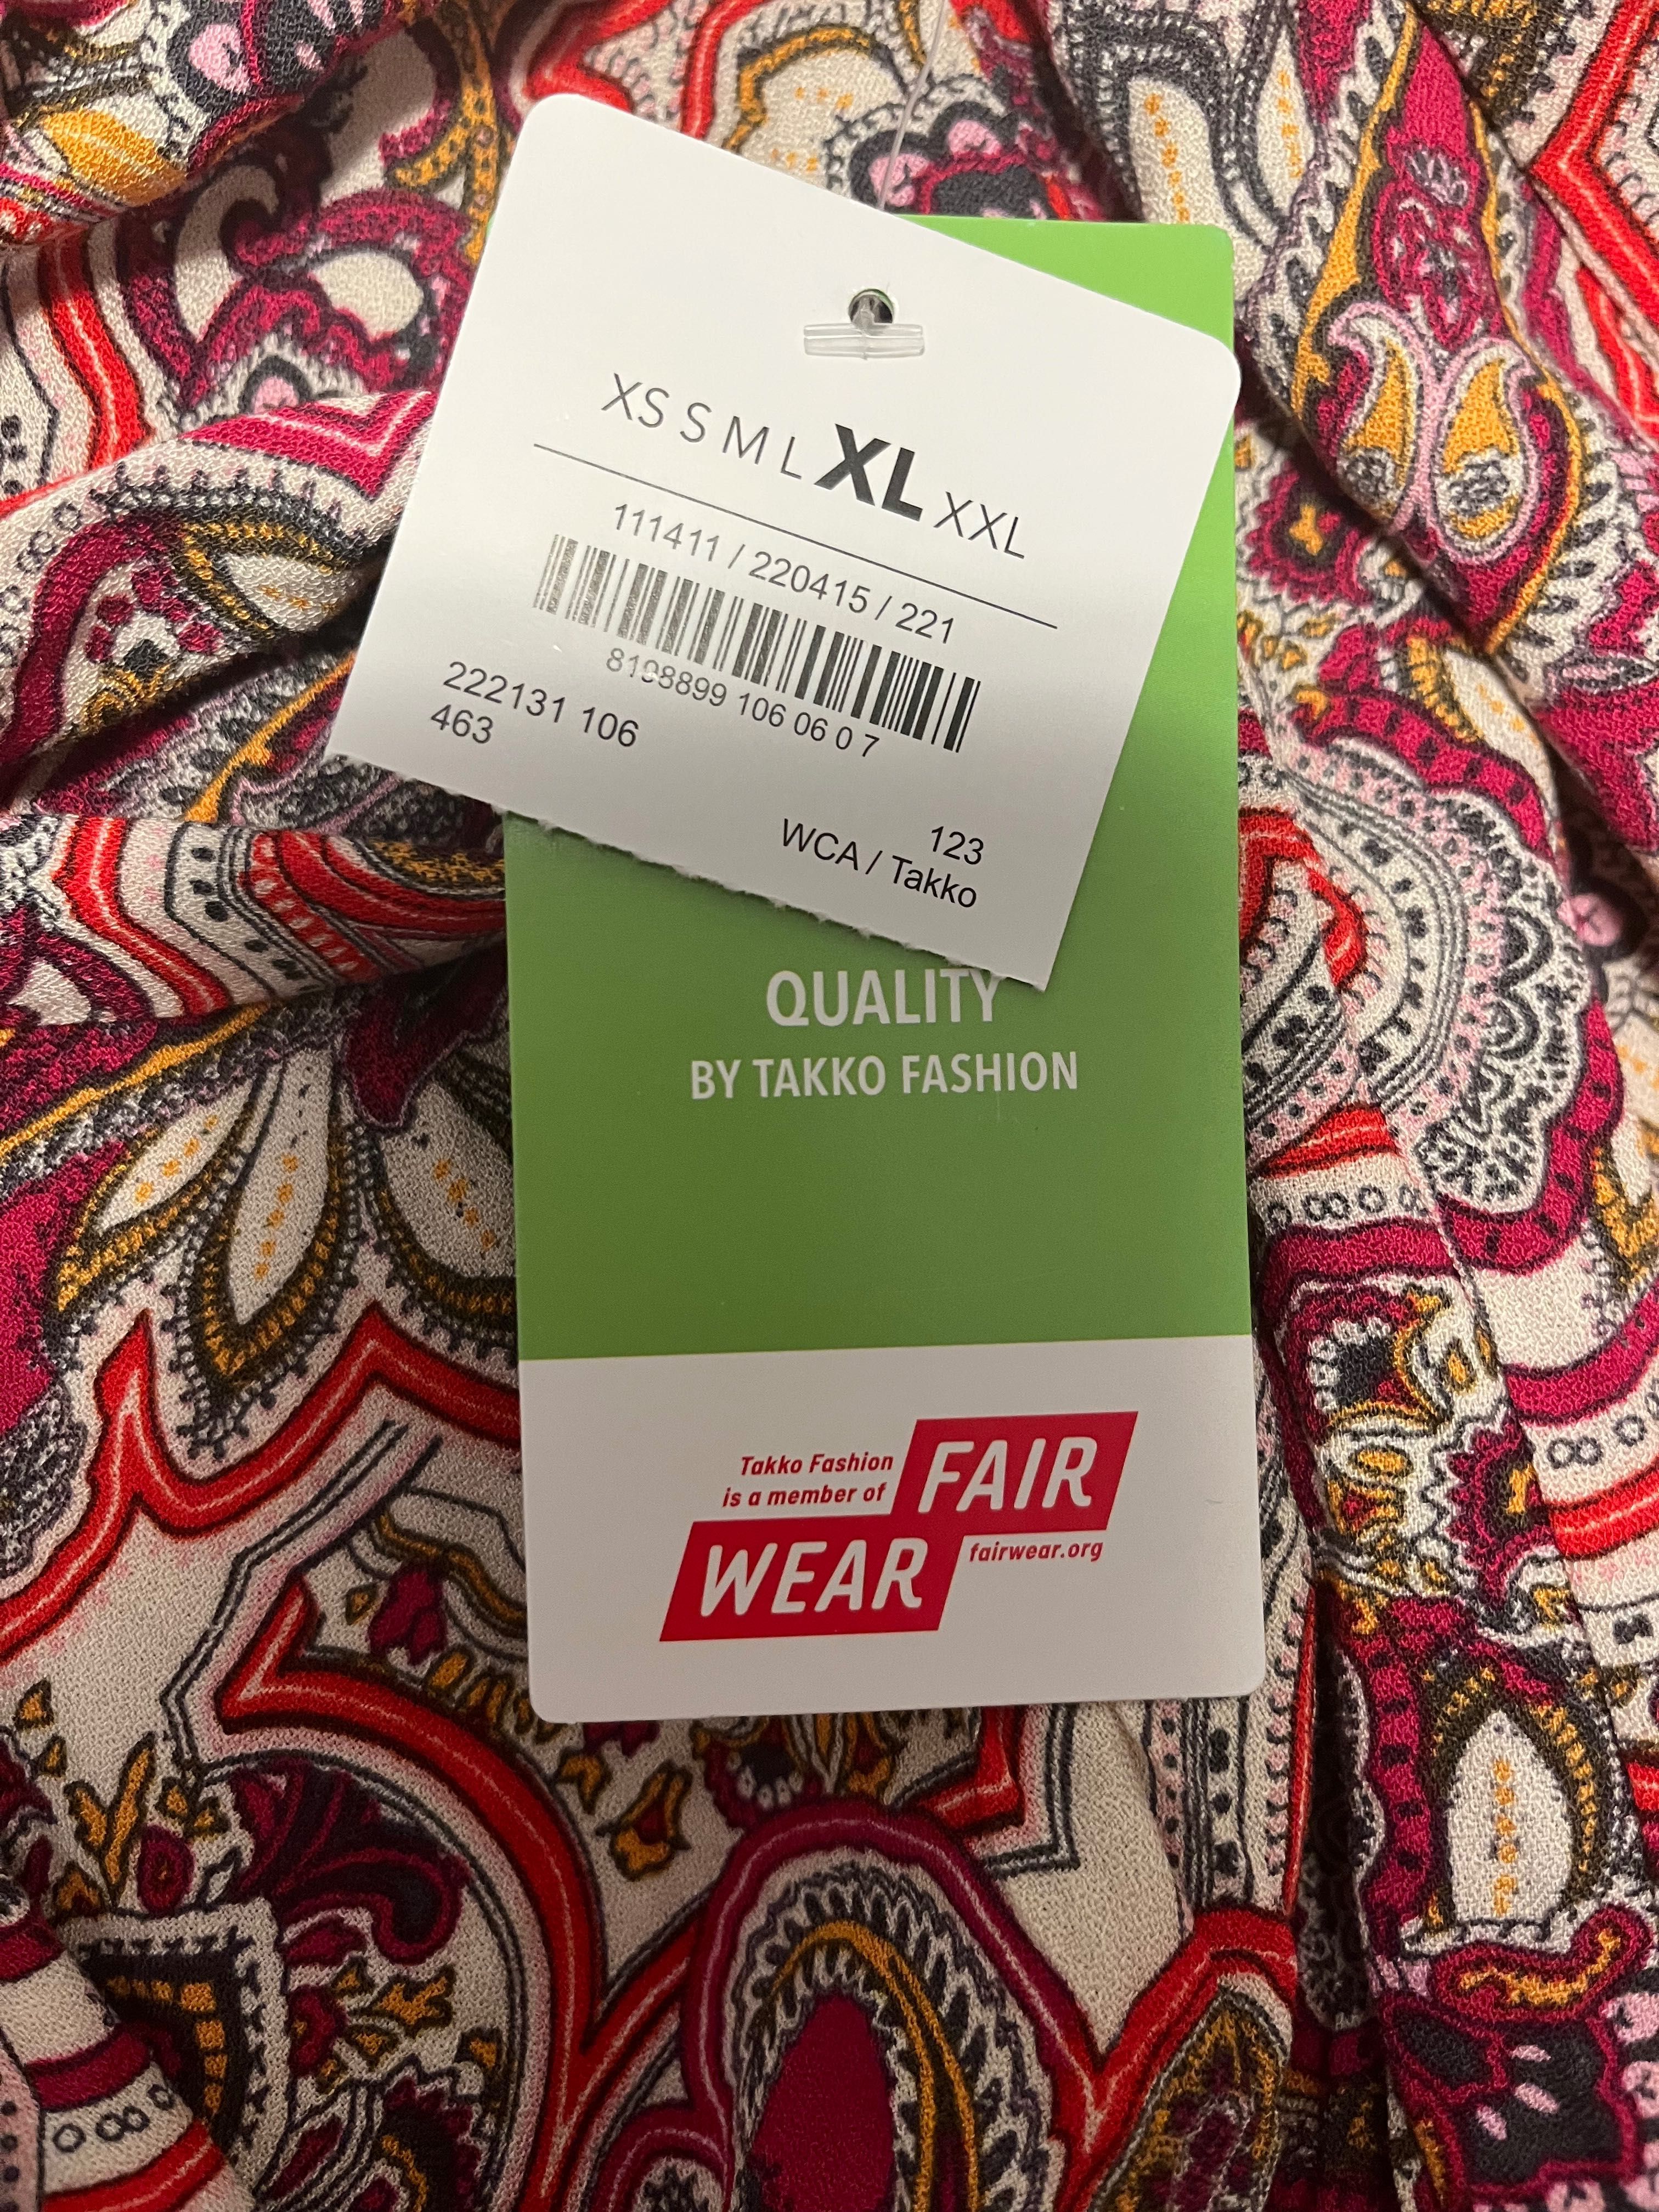 XS S M L XL XXL
111411 / 220415 / 221
8198899 106 06 0 7
222131 106
463
123
WCA / Takko
QUALITY
BY TAKKO FASHION
Takko Fashion
is a member of
FAIR
WEAR
fairwear.org